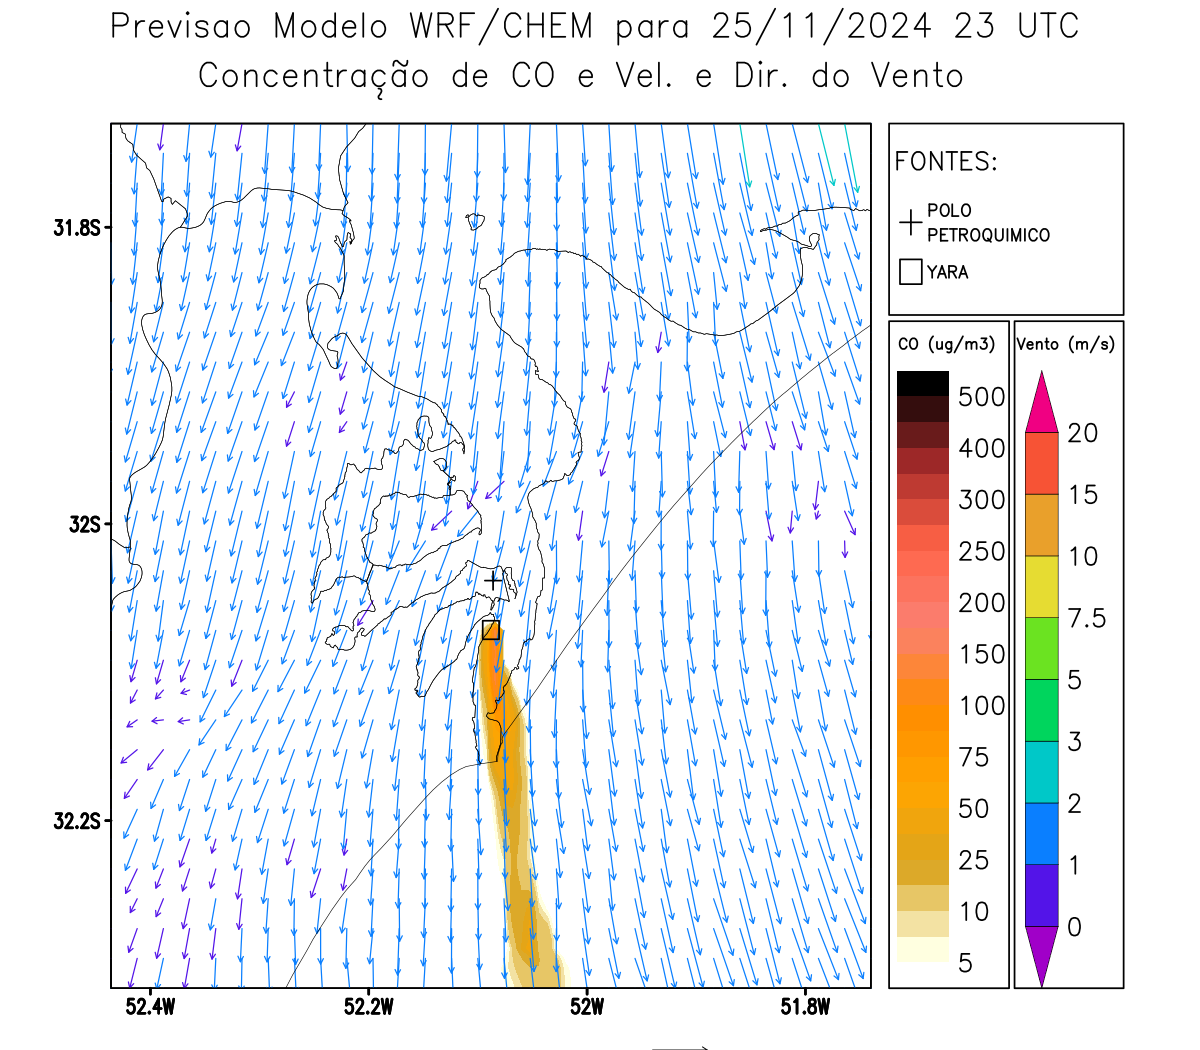 Previsao Modelo WRF/CHEM para 25/11/2024 23 UTC
Concentração de CO e Vel. e Dir. do Vento
FONTES:
POLO
PETROQUIMICO
YARA
31.8S
32S
32.2S
52.4W
52.2W
52W
51.8W
CO (ug/m3)
500
400
300
250
200
150
100
75
50
25
10
5
Vento (m/s)
20
15
10
7.5
5
3
2
1
0